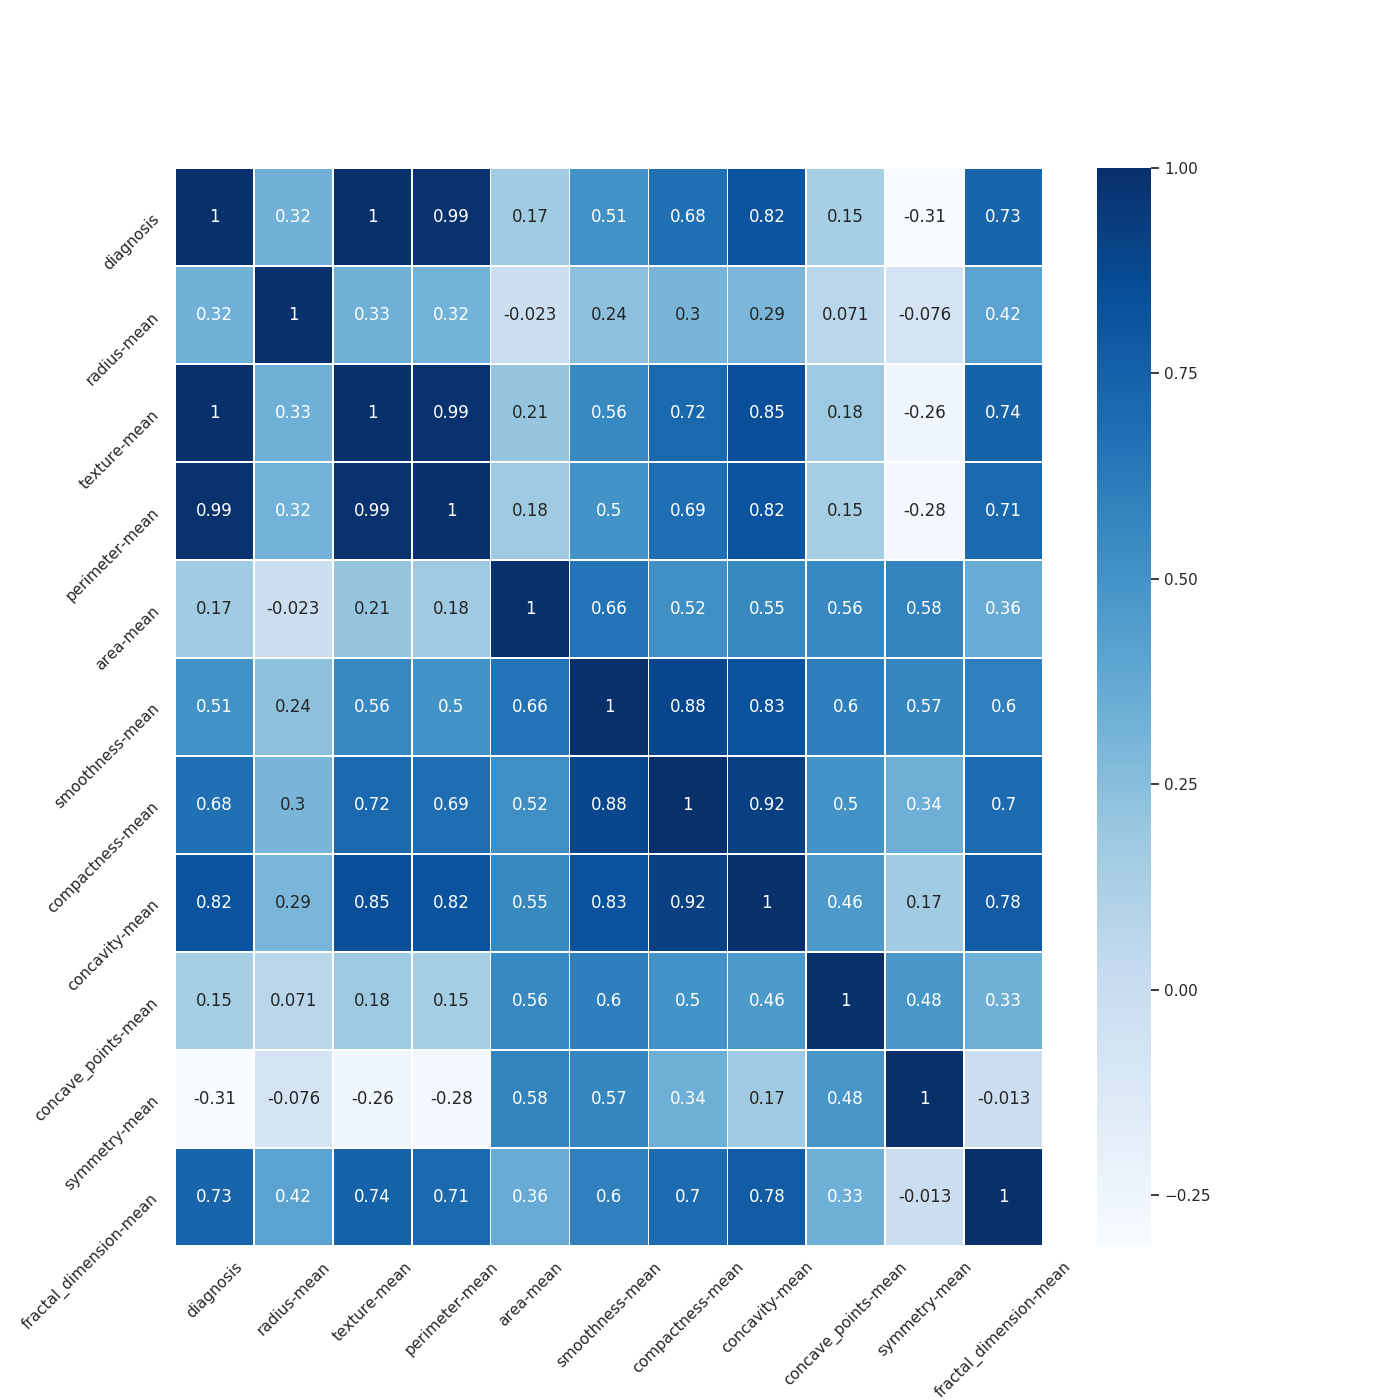 diagnosis 1 0.32 1 0.99 0.17 0.51 0.68 0.82 0.15 -0.31 0.73
radius-mean 0.32 1 0.33 0.32 -0.023 0.24 0.3 0.29 0.071 -0.076 0.42
texture-mean 1 0.33 1 0.99 0.21 0.56 0.72 0.85 0.18 -0.26 0.74
perimeter-mean 0.99 0.32 0.99 1 0.18 0.5 0.69 0.82 0.15 -0.28 0.71
area-mean 0.17 -0.023 0.21 0.18 1 0.66 0.52 0.55 0.56 0.58 0.36
smoothness-mean 0.51 0.24 0.56 0.5 0.66 1 0.88 0.83 0.6 0.57 0.6
compactness-mean 0.68 0.3 0.72 0.69 0.52 0.88 1 0.92 0.5 0.34 0.7
concavity-mean 0.82 0.29 0.85 0.82 0.55 0.83 0.92 1 0.46 0.17 0.78
concave_points-mean 0.15 0.071 0.18 0.15 0.56 0.6 0.5 0.46 1 0.48 0.33
symmetry-mean -0.31 -0.076 -0.26 -0.28 0.58 0.57 0.34 0.17 0.48 1 -0.013
fractal_dimension-mean 0.73 0.42 0.74 0.71 0.36 0.6 0.7 0.78 0.33 -0.013 1
diagnosis
radius-mean
texture-mean
perimeter-mean
area-mean
smoothness-mean
compactness-mean
concavity-mean
concave_points-mean
symmetry-mean
fractal_dimension-mean
1.00
0.75
0.50
0.25
0.00
−0.25